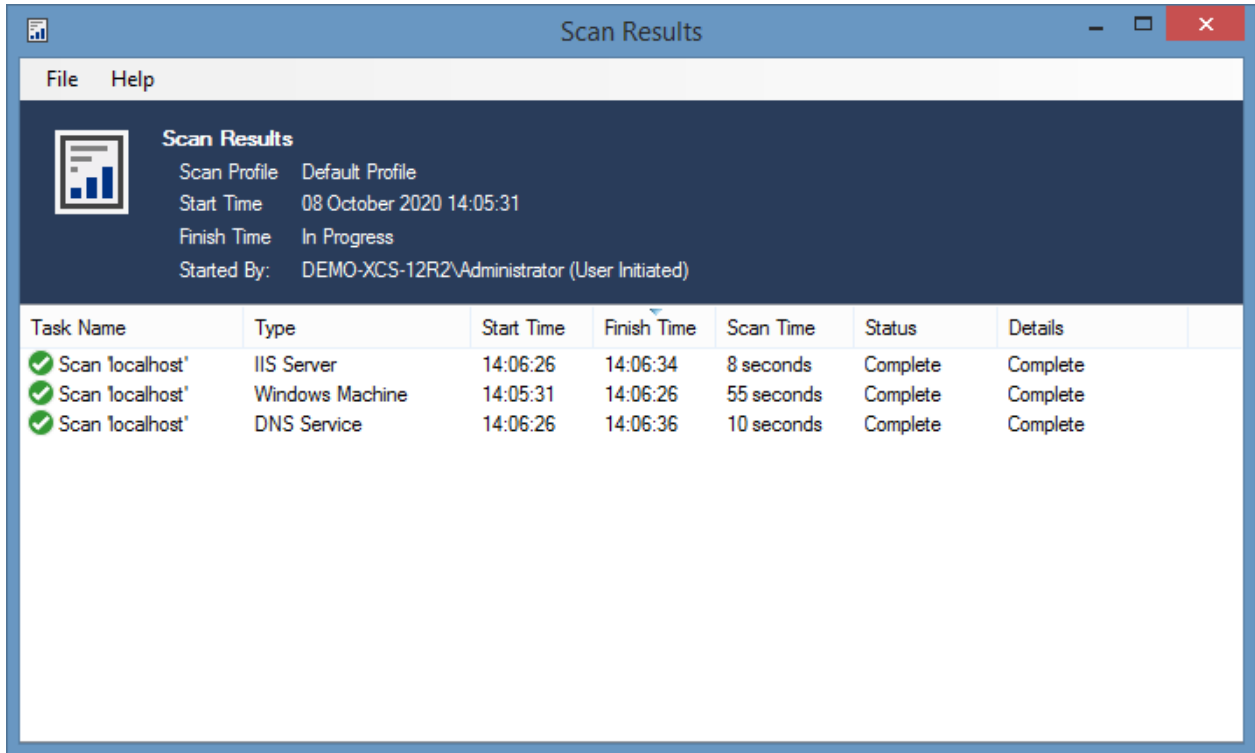 Scan Results
File Help
Scan Results
Scan Profile Default Profile
Start Time 08 October 2020 14:05:31
Finish Time In Progress
Started By: DEMO-XCS-12R2\Administrator (User Initiated)
Task Name Type Start Time Finish Time Scan Time Status Details
Scan 'localhost' IIS Server 14:06:26 14:06:34 8 seconds Complete Complete
Scan 'localhost' Windows Machine 14:05:31 14:06:26 55 seconds Complete Complete
Scan 'localhost' DNS Service 14:06:26 14:06:36 10 seconds Complete Complete